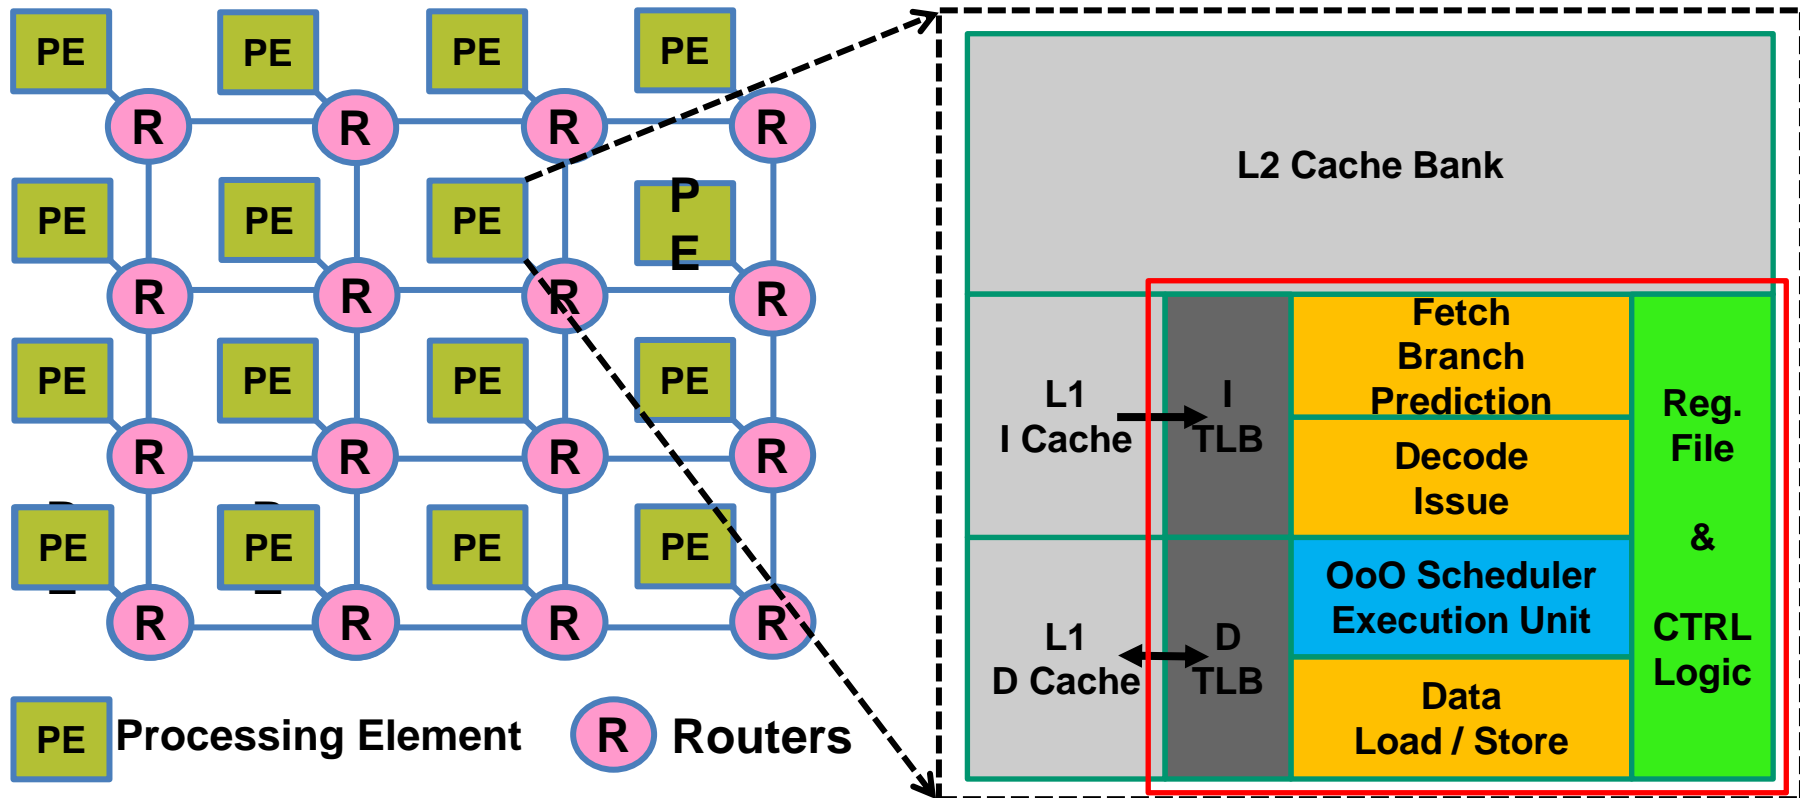 PE
PE
PE
PE
R
R
R
R
PE
PE
PE
P
E
R
R
R
R
PE
PE
PE
PE
R
R
R
R
PE
PE
PE
PE
R
R
R
R
PE
Processing Element
R
Routers
L2 Cache Bank
L1
I Cache
I
TLB
Fetch
Branch
Prediction
Decode
Issue
Reg.
File
&
CTRL
Logic
L1
D Cache
D
TLB
OoO Scheduler
Execution Unit
Data
Load / Store